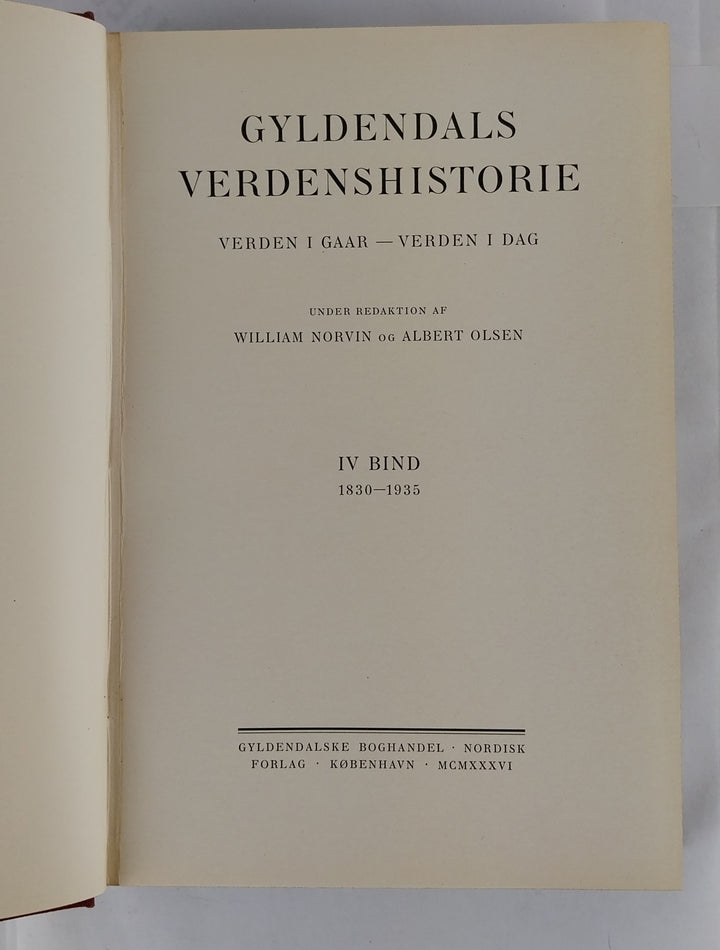 GYLDENDALS
VERDENSHISTORIE
VERDEN I GAAR — VERDEN I DAG
UNDER REDAKTION AF
WILLIAM NORVIN OG ALBERT OLSEN
IV BIND
1830—1935
GYLDENDALSKE BOGHANDEL · NORDISK
FORLAG · KØBENHAVN · MCMXXXVI